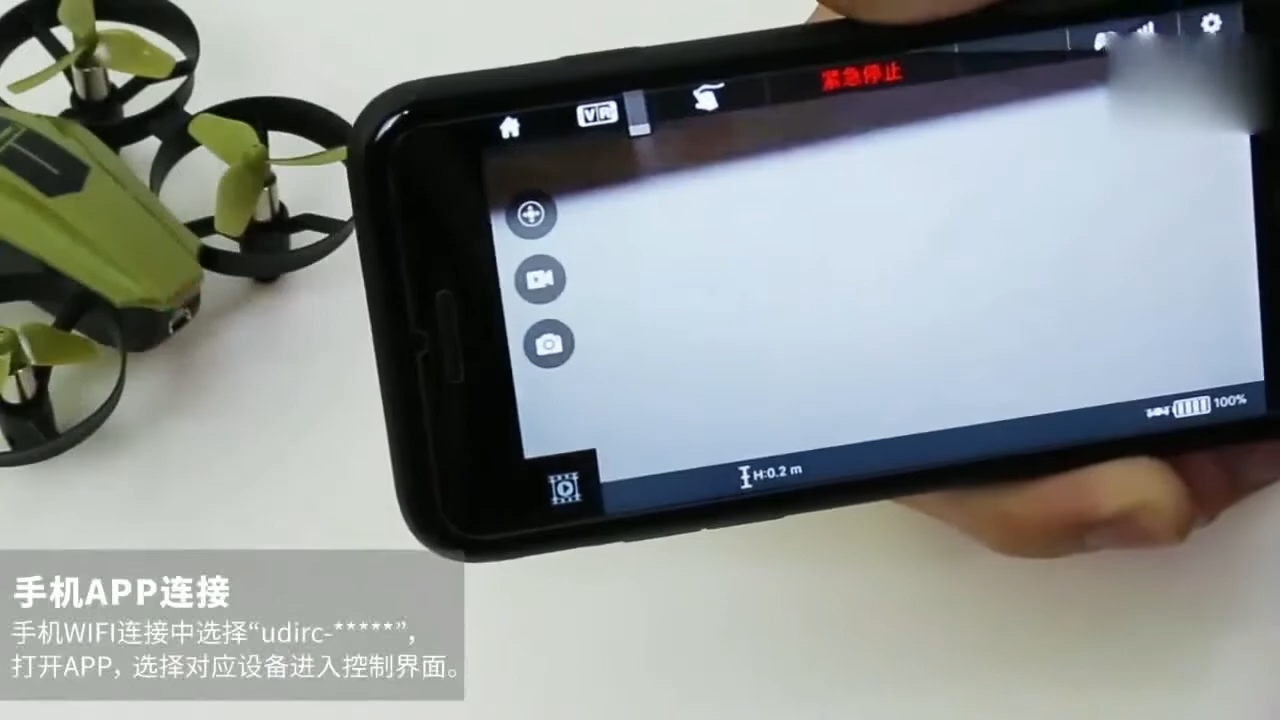 VR
紧急停止
100%
H:0.2 m
手机APP连接
手机WIFI连接中选择“udirc-*****”，
打开APP，选择对应设备进入控制界面。